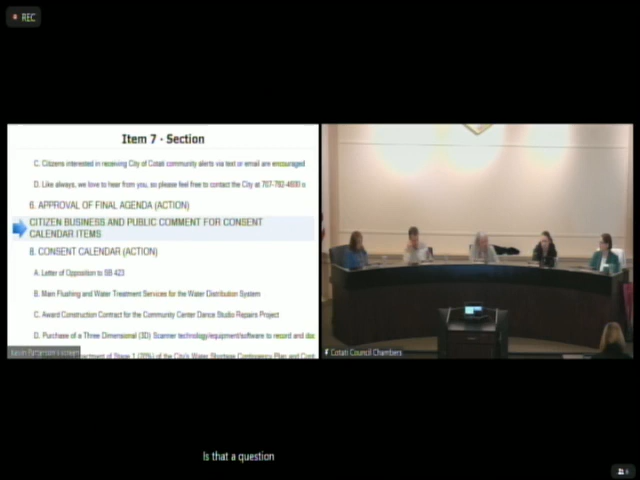 REC
Item 7 - Section
C. Citizens interested in receiving City of Cotati community alerts via text or email are encouraged
D. Like always, we love to hear from you, so please feel free to contact the City at 707-792-4600 o
6. APPROVAL OF FINAL AGENDA (ACTION)
CITIZEN BUSINESS AND PUBLIC COMMENT FOR CONSENT
CALENDAR ITEMS
8. CONSENT CALENDAR (ACTION)
A. Letter of Opposition to SB 423
B. Main Flushing and Water Treatment Services for the Water Distribution System
C. Award Construction Contract for the Community Center Dance Studio Repairs Project
D. Purchase of a Three Dimensional (3D) Scanner technology/equipment/software to record and
of Stage 1 (20%) of the City's Water Shortage Contingency Plan and
Cotati Council Chambers
Is that a question